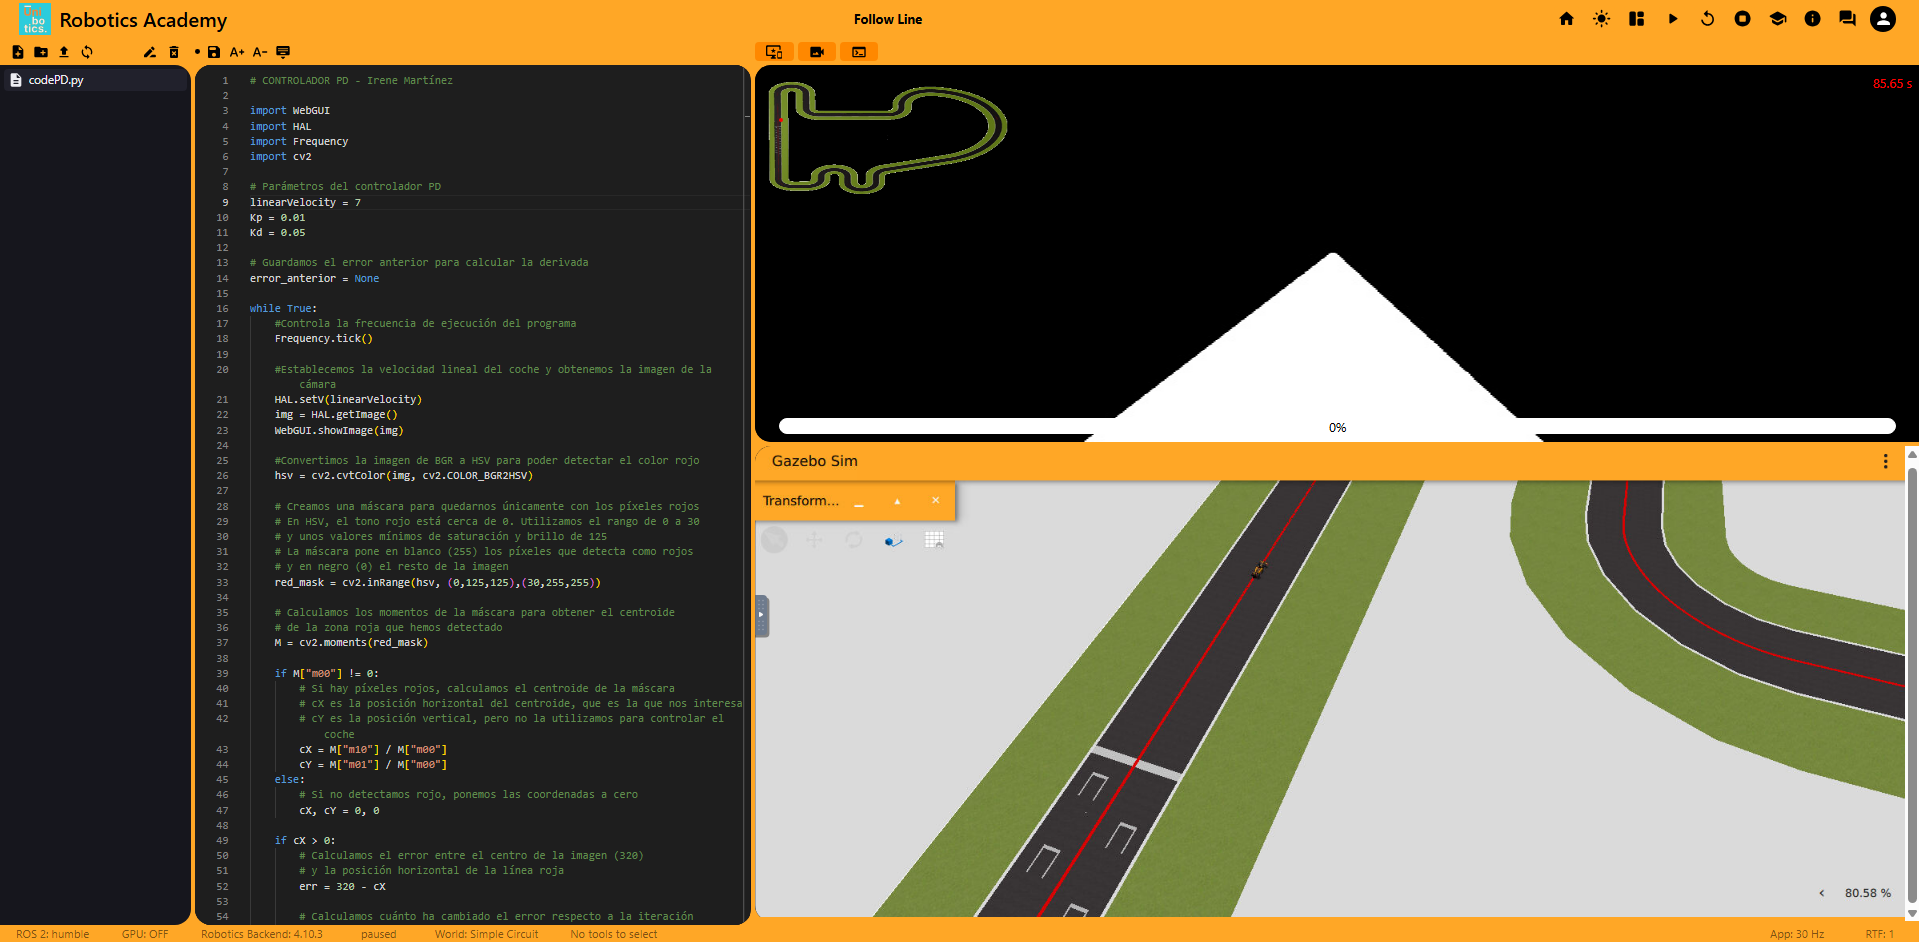 Robotics Academy
Follow Line
A+ A-
codePD.py
1 # CONTROLADOR PD - Irene Martínez
2
3 import WebGUI
4 import HAL
5 import Frequency
6 import cv2
7
8 # Parámetros del controlador PD
9 linearVelocity = 7
10 Kp = 0.01
11 Kd = 0.05
12
13 # Guardamos el error anterior para calcular la derivada
14 error_anterior = None
15
16 while True:
17 #Controla la frecuencia de ejecución del programa
18 Frequency.tick()
19
20 #Establecemos la velocidad lineal del coche y obtenemos la imagen de la
cámara
21 HAL.setV(linearVelocity)
22 img = HAL.getImage()
23 WebGUI.showImage(img)
24
25 #Convertimos la imagen de BGR a HSV para poder detectar el color rojo
26 hsv = cv2.cvtColor(img, cv2.COLOR_BGR2HSV)
27
28 # Creamos una máscara para quedarnos únicamente con los píxeles rojos
29 # En HSV, el tono rojo está cerca de 0. Utilizamos el rango de 0 a 30
30 # y unos valores mínimos de saturación y brillo de 125
31 # La máscara pone en blanco (255) los píxeles que detecta como rojos
32 # y en negro (0) el resto de la imagen
33 red_mask = cv2.inRange(hsv, (0,125,125),(30,255,255))
34
35 # Calculamos los momentos de la máscara para obtener el centroide
36 # de la zona roja que hemos detectado
37 M = cv2.moments(red_mask)
38
39 if M["m00"] != 0:
40 # Si hay píxeles rojos, calculamos el centroide de la máscara
41 # cX es la posición horizontal del centroide, que es la que nos interesa
42 # cY es la posición vertical, pero no la utilizamos para controlar el
coche
43 cX = M["m10"] / M["m00"]
44 cY = M["m01"] / M["m00"]
45 else:
46 # Si no detectamos rojo, ponemos las coordenadas a cero
47 cX, cY = 0, 0
48
49 if cX > 0:
50 # Calculamos el error entre el centro de la imagen (320)
51 # y la posición horizontal de la línea roja
52 err = 320 - cX
53
54 # Calculamos cuánto ha cambiado el error respecto a la iteración
85.65 s
0%
Gazebo Sim
Transform...
80.58 %
ROS 2: humble
GPU: OFF
Robotics Backend: 4.10.3
paused
World: Simple Circuit
No tools to select
App: 30 Hz
RTF: 1